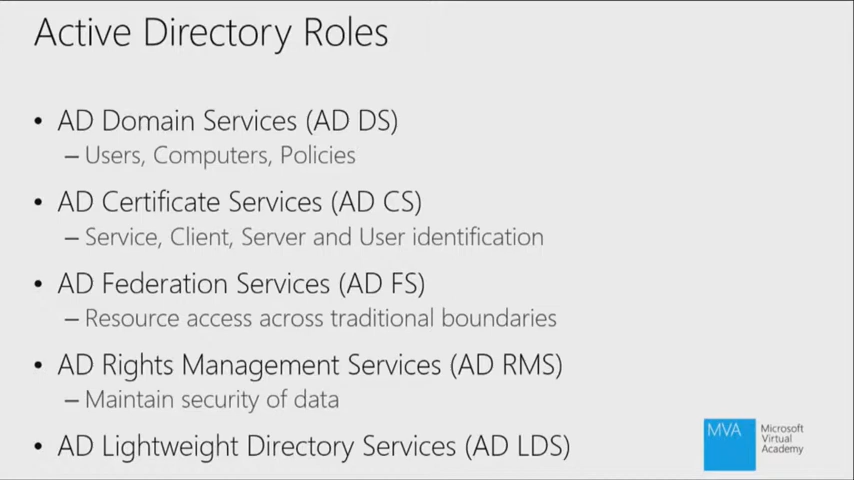 Active Directory Roles
• AD Domain Services (AD DS)
– Users, Computers, Policies
• AD Certificate Services (AD CS)
– Service, Client, Server and User identification
• AD Federation Services (AD FS)
– Resource access across traditional boundaries
• AD Rights Management Services (AD RMS)
– Maintain security of data
• AD Lightweight Directory Services (AD LDS)
MVA
Microsoft
Virtual
Academy